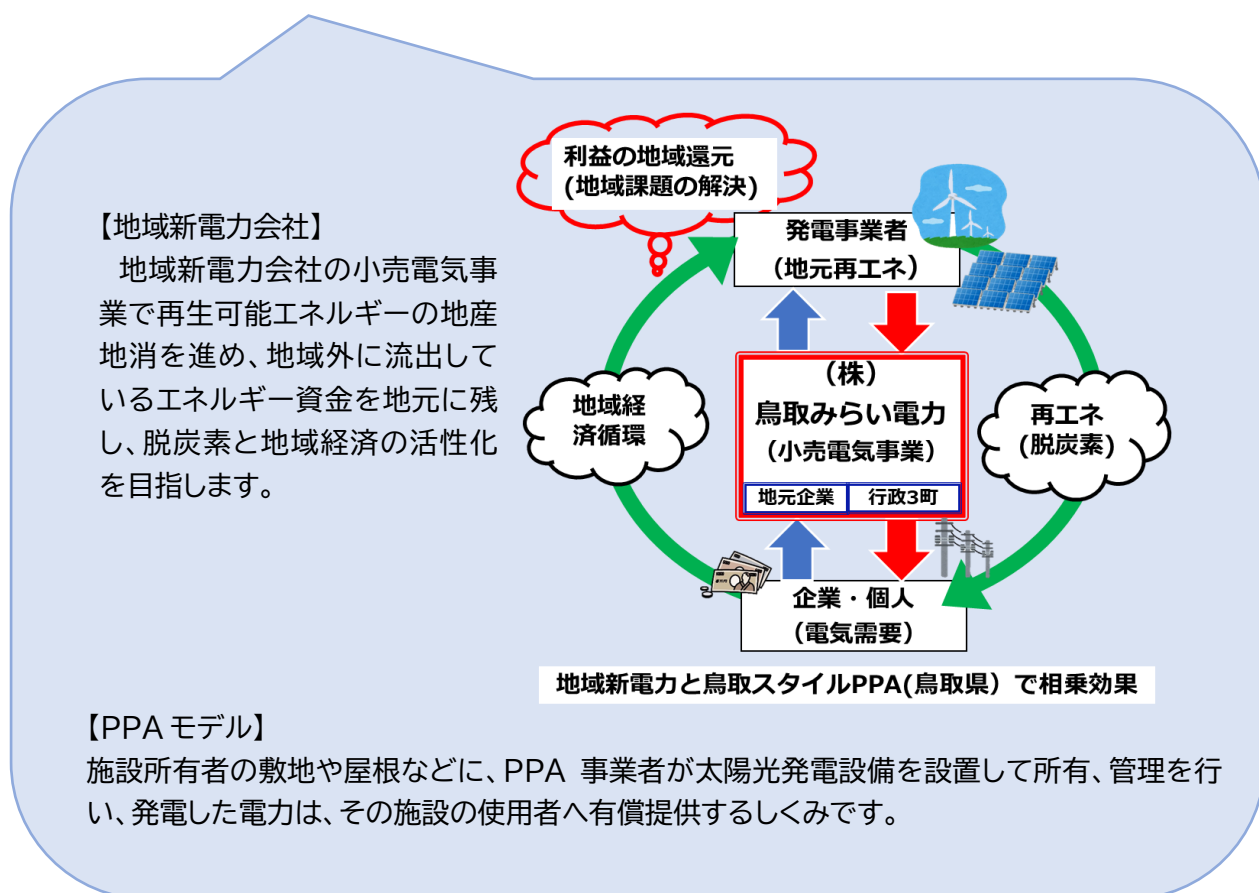 【地域新電力会社】
地域新電力会社の小売電気事
業で再生可能エネルギーの地産
地消を進め、地域外に流出して
いるエネルギー資金を地元に残
し、脱炭素と地域経済の活性化
を目指します。
利益の地域還元
(地域課題の解決)
発電事業者
（地元再エネ）
地域経
済循環
（株）
鳥取みらい電力
（小売電気事業）
地元企業
行政3町
再エネ
(脱炭素)
企業・個人
（電気需要）
地域新電力と鳥取スタイルPPA(鳥取県）で相乗効果
【PPA モデル】
施設所有者の敷地や屋根などに、PPA 事業者が太陽光発電設備を設置して所有、管理を行
い、発電した電力は、その施設の使用者へ有償提供するしくみです。